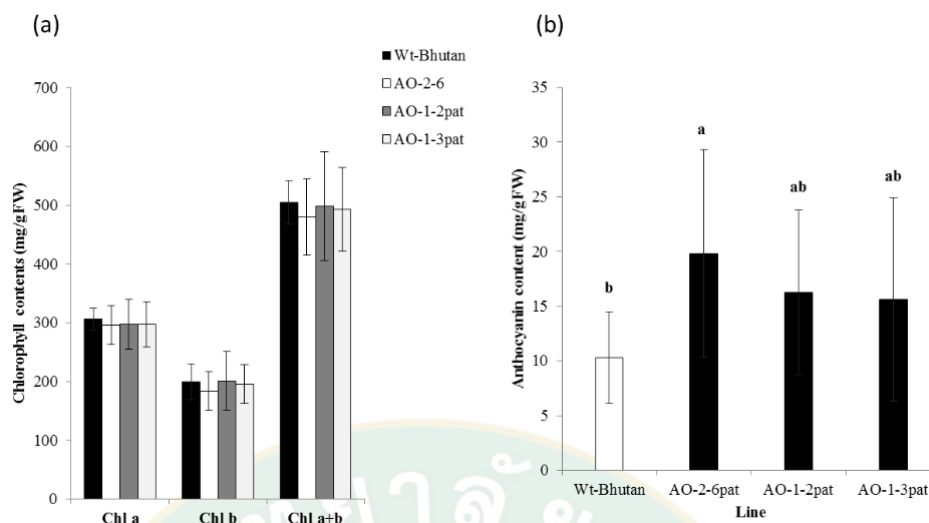 (a)
Wt-Bhutan
AO-2-6
AO-1-2pat
AO-1-3pat
Chlorophyll contents (mg/gFW)
700
600
500
400
300
200
100
0
Chl a
Chl b
Chl a+b
(b)
Anthocyanin content (mg/gFW)
35
30
25
20
15
10
5
0
b
a
ab
ab
Wt-Bhutan
AO-2-6pat
AO-1-2pat
AO-1-3pat
Line